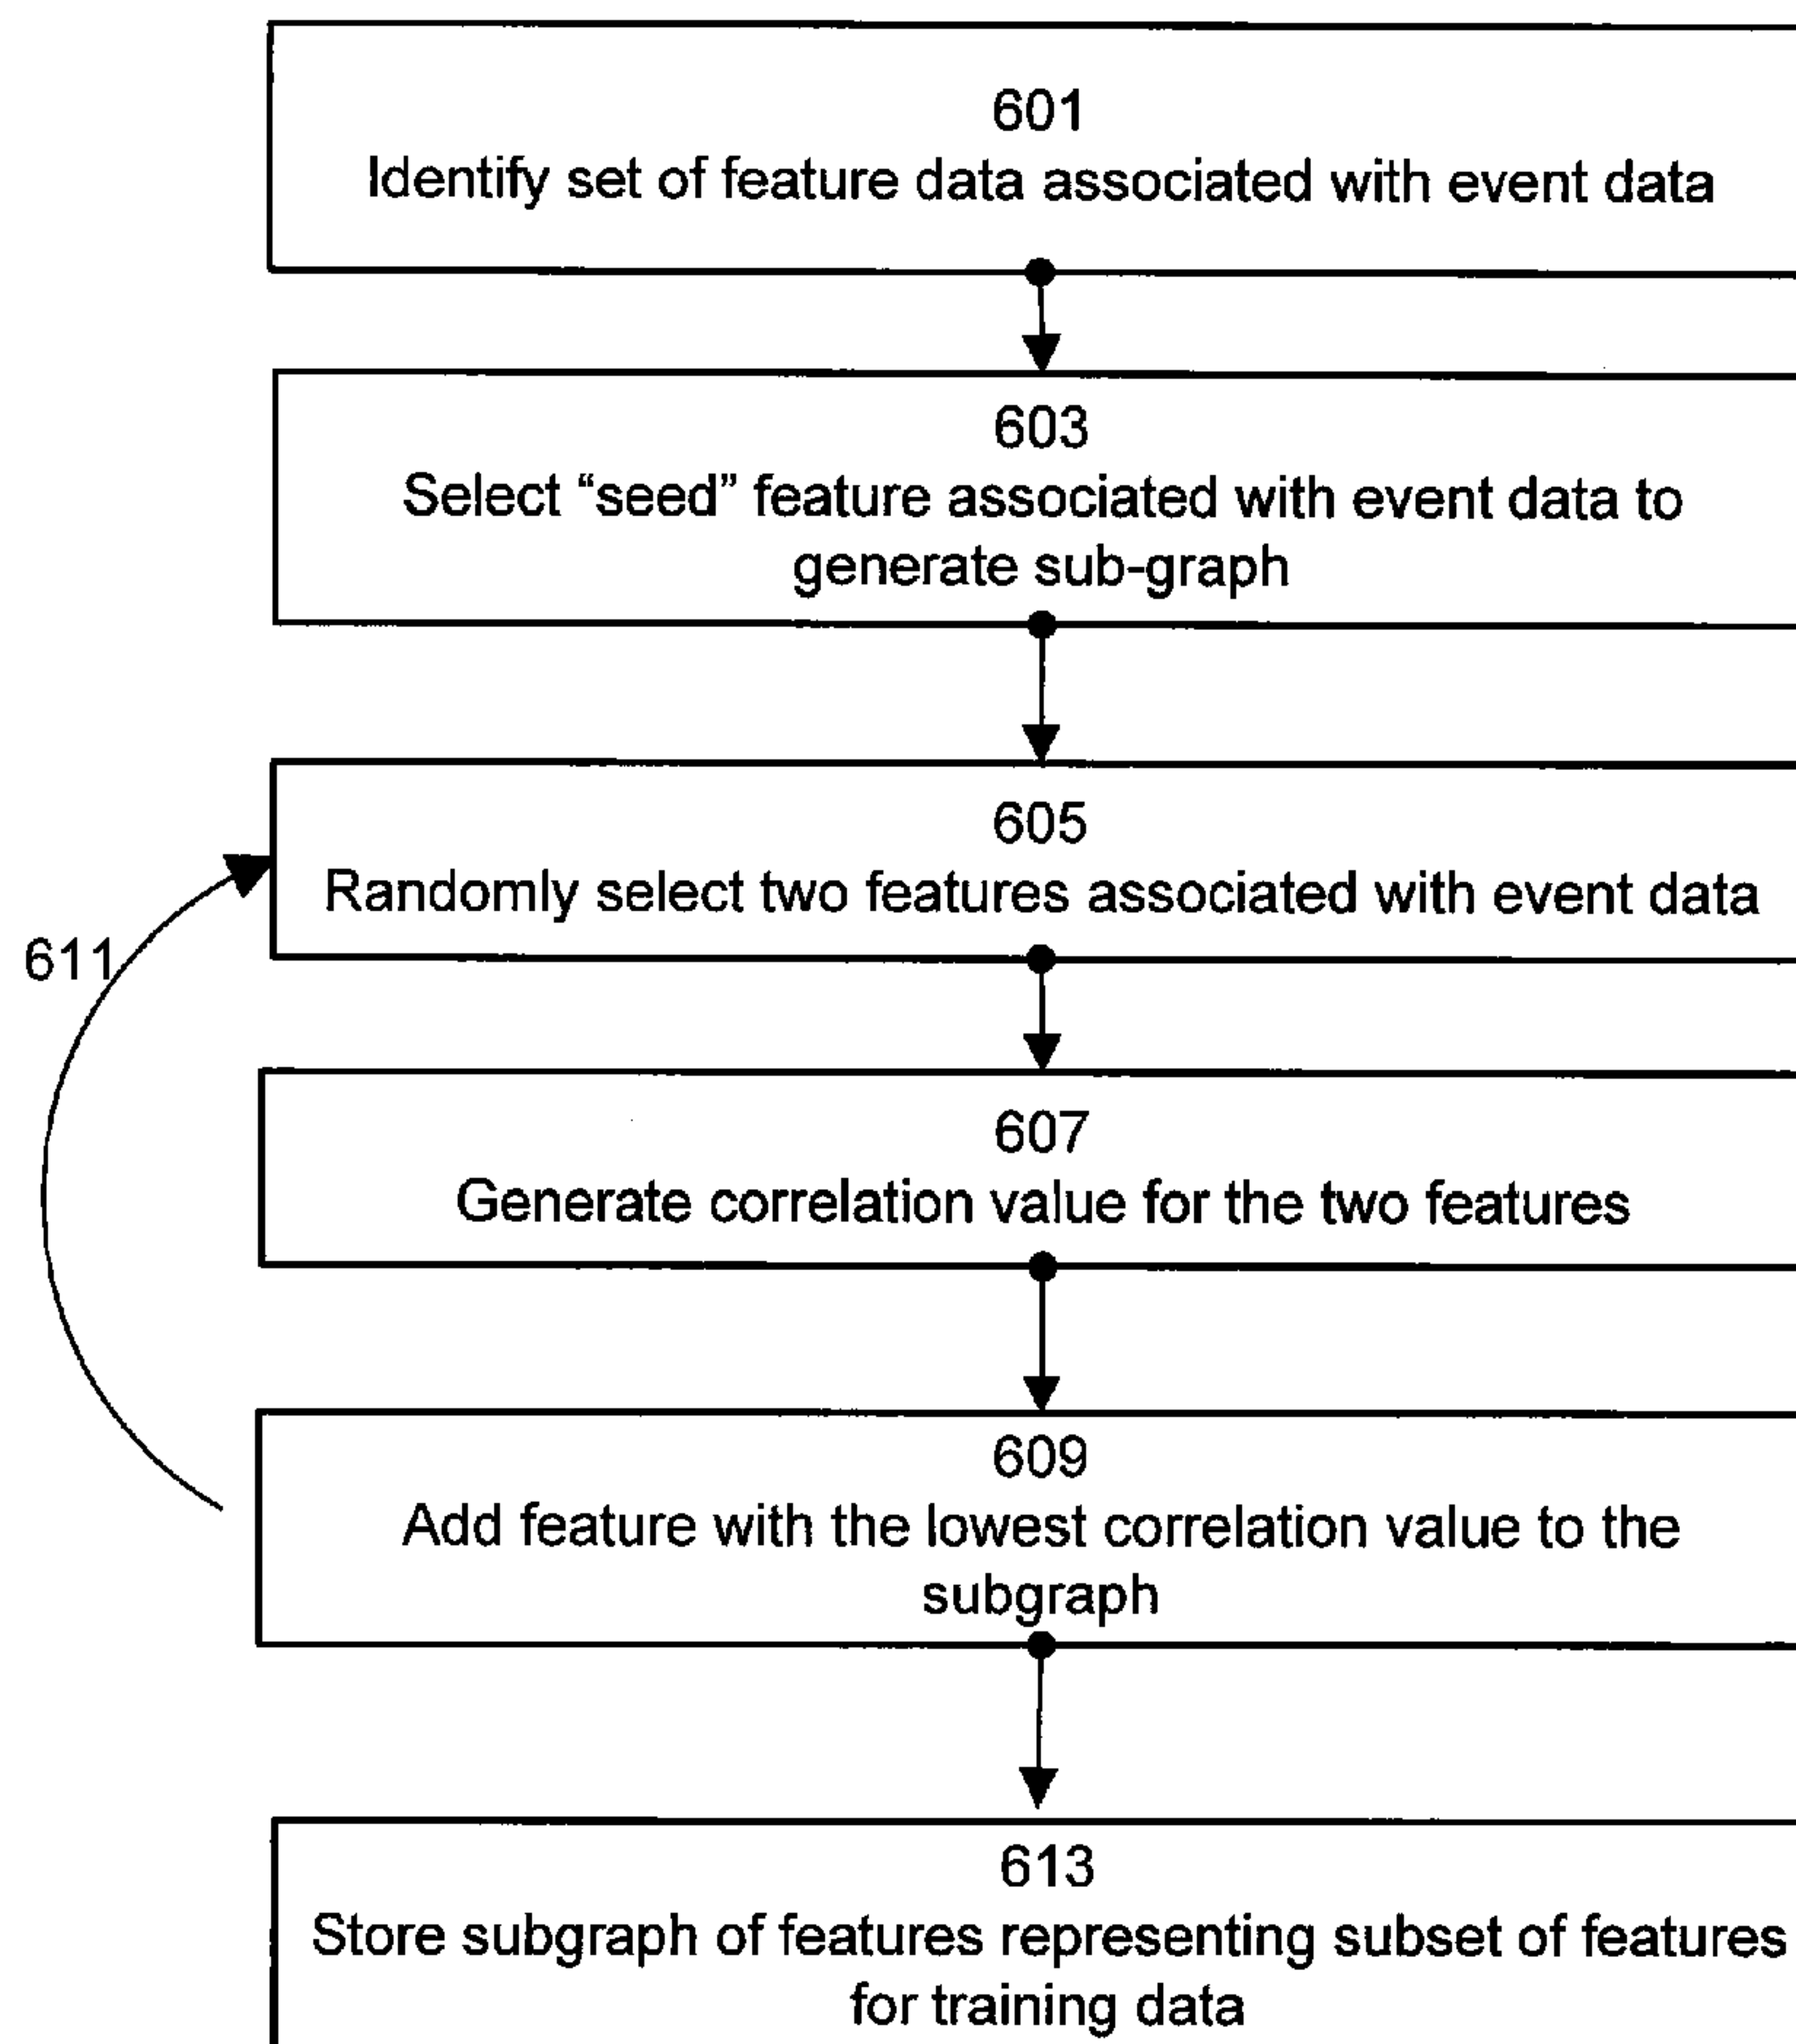 601
Identify set of feature data associated with event data
603
Select “seed” feature associated with event data to
generate sub-graph
605
Randomly select two features associated with event data
611
607
Generate correlation value for the two features
609
Add feature with the lowest correlation value to the
subgraph
613
Store subgraph of features representing subset of features
for training data